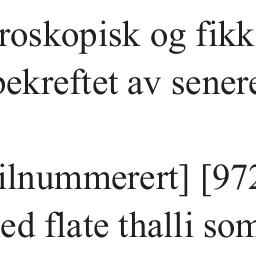 roskopisk og fikk
bekreftet av senere
ilnummerert] [972
ed flate thalli som